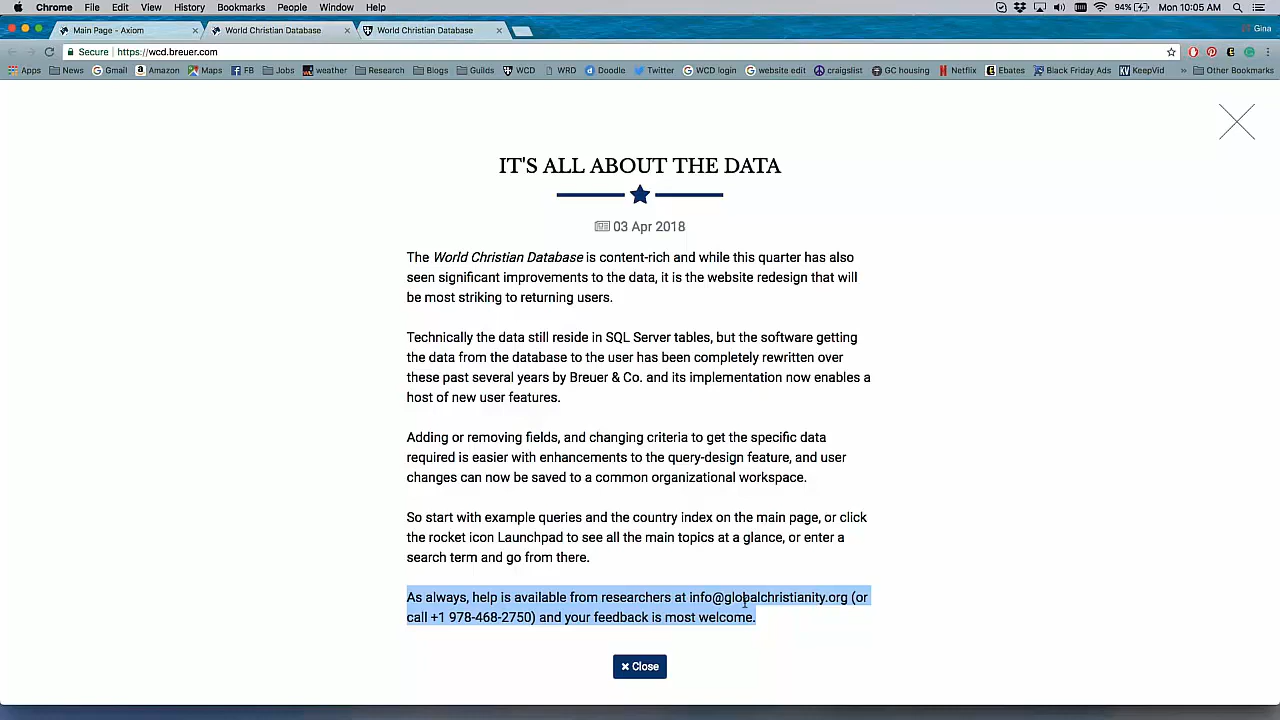 Chrome File Edit View History Bookmarks People Window Help 94% Mon 10:05 AM
Main Page - Axiom World Christian Database World Christian Database Gina
Secure https://wcd.breuer.com
Apps News Gmail Amazon Maps FB Jobs weather Research Blogs Guilds WCD WRD Doodle Twitter WCD login website edit craigslist GC housing Netflix Ebates Black Friday Ads KeepVid » Other Bookmarks
IT'S ALL ABOUT THE DATA
03 Apr 2018
The World Christian Database is content-rich and while this quarter has also
seen significant improvements to the data, it is the website redesign that will
be most striking to returning users.
Technically the data still reside in SQL Server tables, but the software getting
the data from the database to the user has been completely rewritten over
these past several years by Breuer & Co. and its implementation now enables a
host of new user features.
Adding or removing fields, and changing criteria to get the specific data
required is easier with enhancements to the query-design feature, and user
changes can now be saved to a common organizational workspace.
So start with example queries and the country index on the main page, or click
the rocket icon Launchpad to see all the main topics at a glance, or enter a
search term and go from there.
As always, help is available from researchers at info@globalchristianity.org (or
call +1 978-468-2750) and your feedback is most welcome.
Close